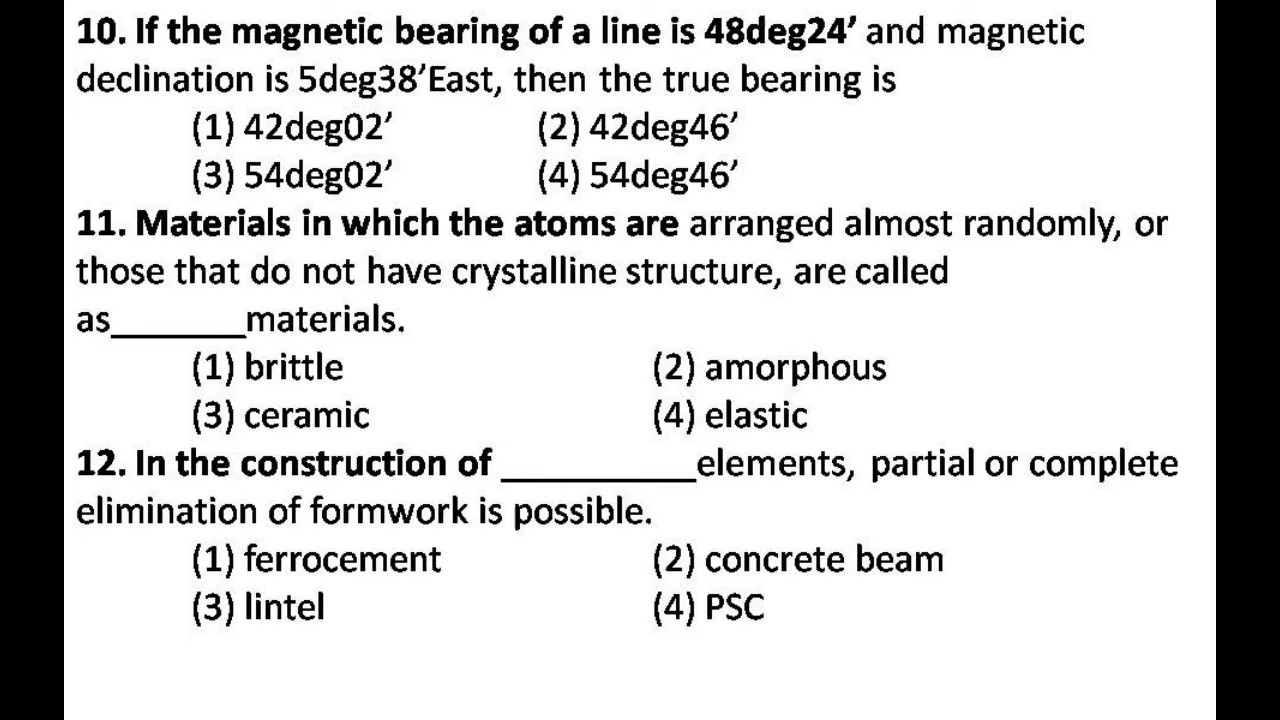 10. If the magnetic bearing of a line is 48deg24’ and magnetic
declination is 5deg38’East, then the true bearing is
(1) 42deg02’ (2) 42deg46’
(3) 54deg02’ (4) 54deg46’
11. Materials in which the atoms are arranged almost randomly, or
those that do not have crystalline structure, are called
as_______materials.
(1) brittle (2) amorphous
(3) ceramic (4) elastic
12. In the construction of __________elements, partial or complete
elimination of formwork is possible.
(1) ferrocement (2) concrete beam
(3) lintel (4) PSC